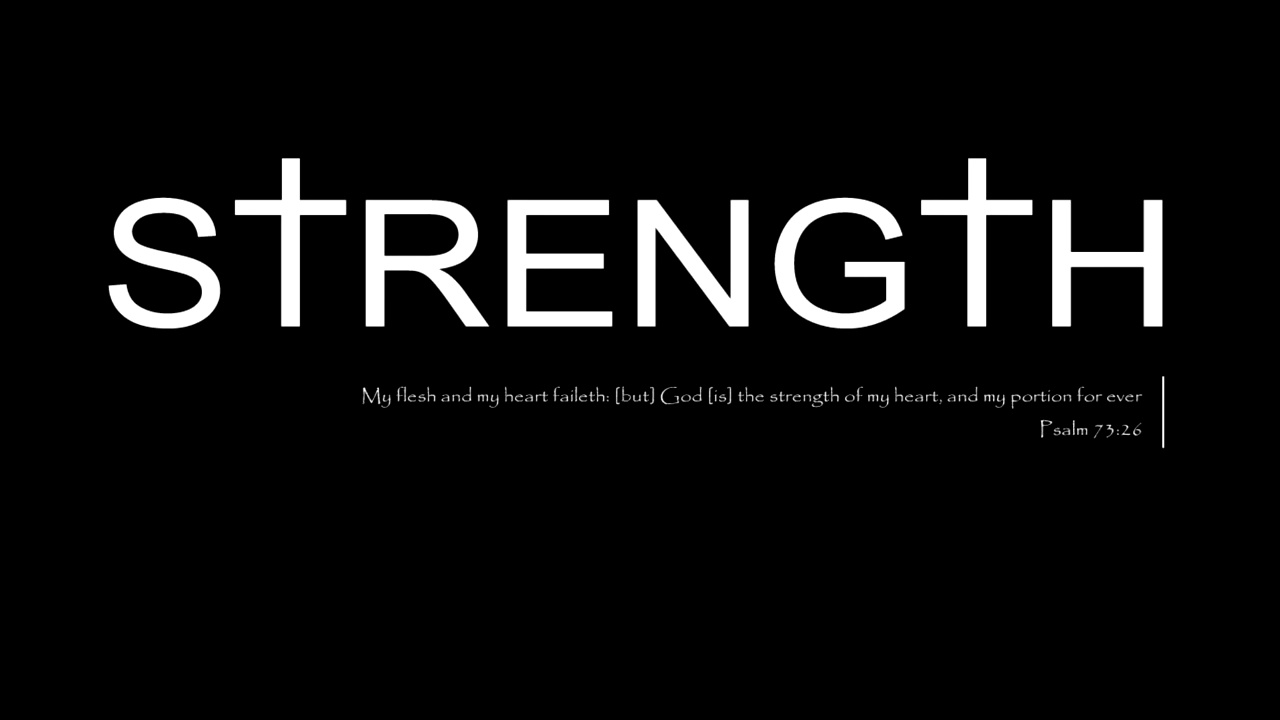 STRENGTH
My flesh and my heart faileth: [but] God [is] the strength of my heart, and my portion for ever
Psalm 73:26